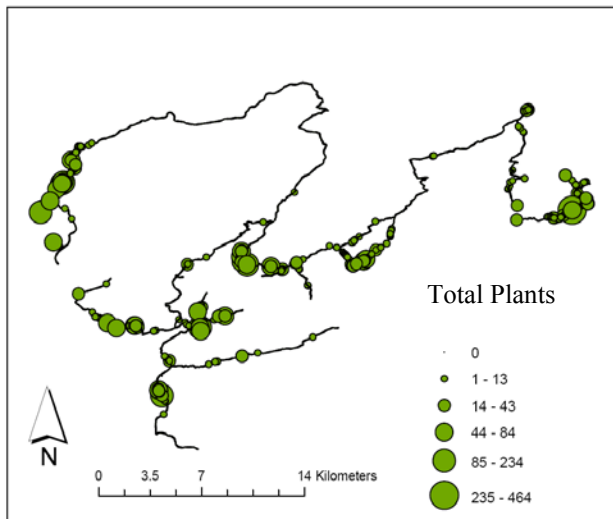 Total Plants
0
1 - 13
14 - 43
44 - 84
85 - 234
235 - 464
N
0 3.5 7 14 Kilometers